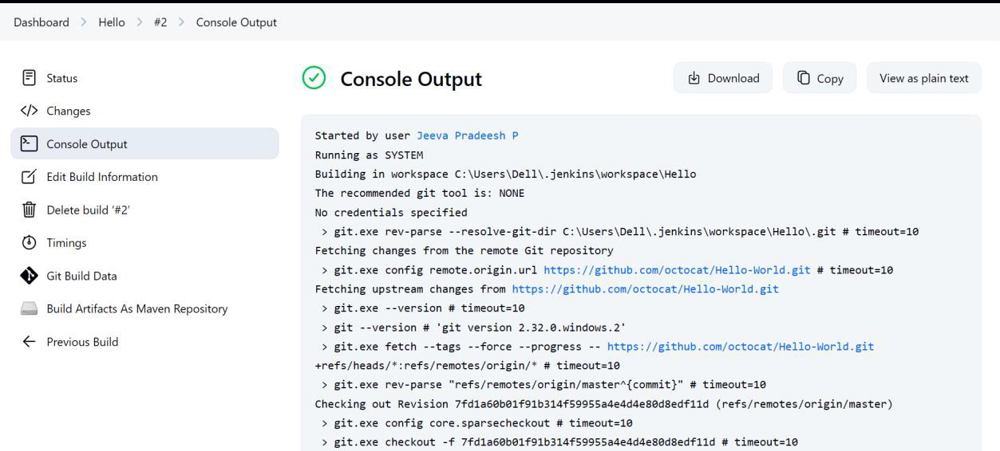 Dashboard > Hello > #2 > Console Output
Status
Changes
Console Output
Edit Build Information
Delete build '#2'
Timings
Git Build Data
Build Artifacts As Maven Repository
Previous Build
Console Output
Download
Copy
View as plain text
Started by user Jeeva Pradeesh P
Running as SYSTEM
Building in workspace C:\Users\Dell\.jenkins\workspace\Hello
The recommended git tool is: NONE
No credentials specified
 > git.exe rev-parse --resolve-git-dir C:\Users\Dell\.jenkins\workspace\Hello\.git # timeout=10
Fetching changes from the remote Git repository
 > git.exe config remote.origin.url https://github.com/octocat/Hello-World.git # timeout=10
Fetching upstream changes from https://github.com/octocat/Hello-World.git
 > git.exe --version # timeout=10
 > git --version # 'git version 2.32.0.windows.2'
 > git.exe fetch --tags --force --progress -- https://github.com/octocat/Hello-World.git
+refs/heads/*:refs/remotes/origin/* # timeout=10
 > git.exe rev-parse "refs/remotes/origin/master^{commit}" # timeout=10
Checking out Revision 7fd1a60b01f91b314f59955a4e4d4e80d8edf11d (refs/remotes/origin/master)
 > git.exe config core.sparsecheckout # timeout=10
 > git.exe checkout -f 7fd1a60b01f91b314f59955a4e4d4e80d8edf11d # timeout=10